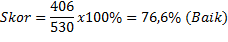 Skor = 406/530 x100% = 76,6% (Baik)